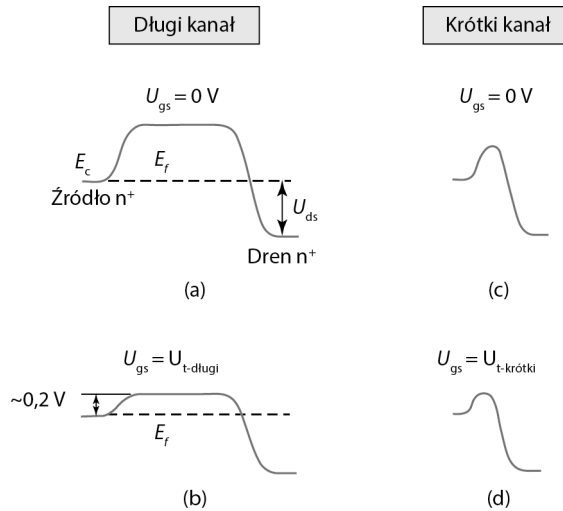 Długi kanał
Krótki kanał
U_gs = 0 V
U_gs = 0 V
E_c
E_f
Źródło n⁺
U_ds
Dren n⁺
(a)
(c)
U_gs = U_t-długi
U_gs = U_t-krótki
~0,2 V
E_f
(b)
(d)